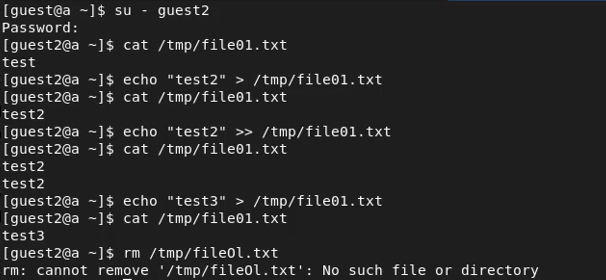 [guest@a ~]$ su - guest2
Password:
[guest2@a ~]$ cat /tmp/file01.txt
test
[guest2@a ~]$ echo "test2" > /tmp/file01.txt
[guest2@a ~]$ cat /tmp/file01.txt
test2
[guest2@a ~]$ echo "test2" >> /tmp/file01.txt
[guest2@a ~]$ cat /tmp/file01.txt
test2
test2
[guest2@a ~]$ echo "test3" > /tmp/file01.txt
[guest2@a ~]$ cat /tmp/file01.txt
test3
[guest2@a ~]$ rm /tmp/fileOl.txt
rm: cannot remove '/tmp/fileOl.txt': No such file or directory